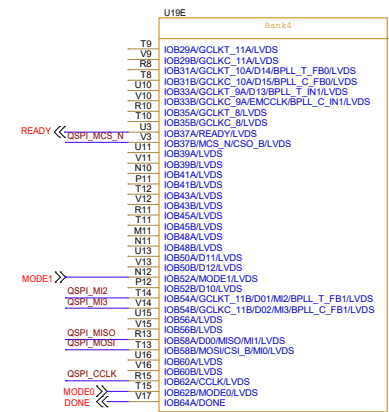 U19E
Bank4
T9 IOB29A/GCLKT_11A/LVDS
V9 IOB29B/GCLKC_11A/LVDS
R8 IOB31A/GCLKT_10A/D14/BPLL_T_FB0/LVDS
T8 IOB31B/GCLKC_10A/D15/BPLL_C_FB0/LVDS
U10 IOB33A/GCLKT_9A/D13/BPLL_T_IN1/LVDS
V10 IOB33B/GCLKC_9A/EMCCLK/BPLL_C_IN1/LVDS
R10 IOB35A/GCLKT_8/LVDS
T10 IOB35B/GCLKC_8/LVDS
READY U3 IOB37A/READY/LVDS
QSPI_MCS_N V3 IOB37B/MCS_N/CSO_B/LVDS
U11 IOB39A/LVDS
V11 IOB39B/LVDS
N10 IOB41A/LVDS
P11 IOB41B/LVDS
T12 IOB43A/LVDS
V12 IOB43B/LVDS
R11 IOB45A/LVDS
T11 IOB45B/LVDS
M11 IOB48A/LVDS
N11 IOB48B/LVDS
U13 IOB50A/D11/LVDS
V13 IOB50B/D12/LVDS
MODE1 N12 IOB52A/MODE1/LVDS
P12 IOB52B/D10/LVDS
QSPI_MI2 T14 IOB54A/GCLKT_11B/D01/MI2/BPLL_T_FB1/LVDS
QSPI_MI3 V14 IOB54B/GCLKC_11B/D02/MI3/BPLL_C_FB1/LVDS
U15 IOB56A/LVDS
V15 IOB56B/LVDS
QSPI_MISO R13 IOB58A/D00/MISO/MI1/LVDS
QSPI_MOSI T13 IOB58B/MOSI/CSI_B/MI0/LVDS
U16 IOB60A/LVDS
V16 IOB60B/LVDS
QSPI_CCLK R15 IOB62A/CCLK/LVDS
MODE0 T15 IOB62B/MODE0/LVDS
DONE V17 IOB64A/DONE